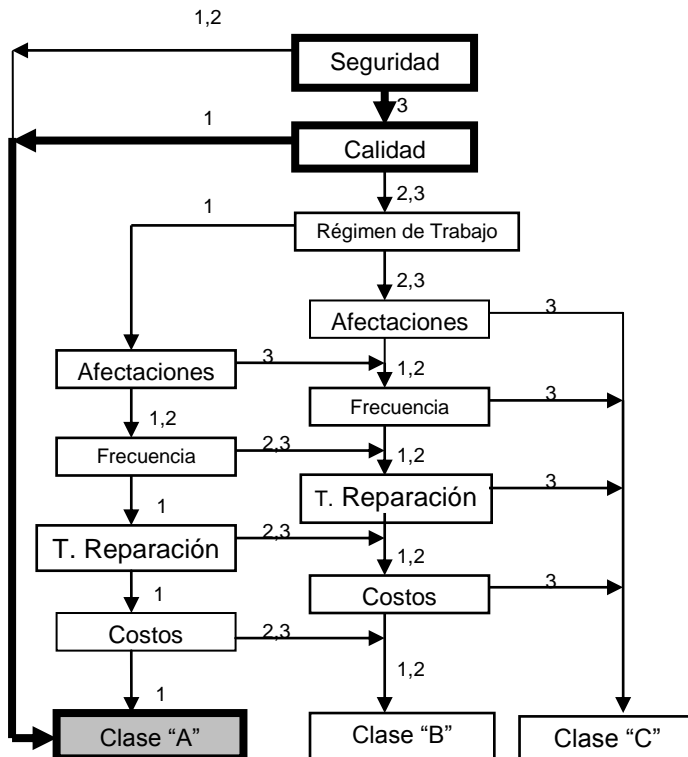 1,2
Seguridad
3
1
Calidad
2,3
1
Régimen de Trabajo
2,3
Afectaciones
3
Afectaciones
3
1,2
Frecuencia
3
1,2
Frecuencia
2,3
1,2
T. Reparación
3
1
T. Reparación
2,3
1,2
Costos
3
1
Costos
2,3
1,2
1
Clase “A”
Clase “B”
Clase “C”